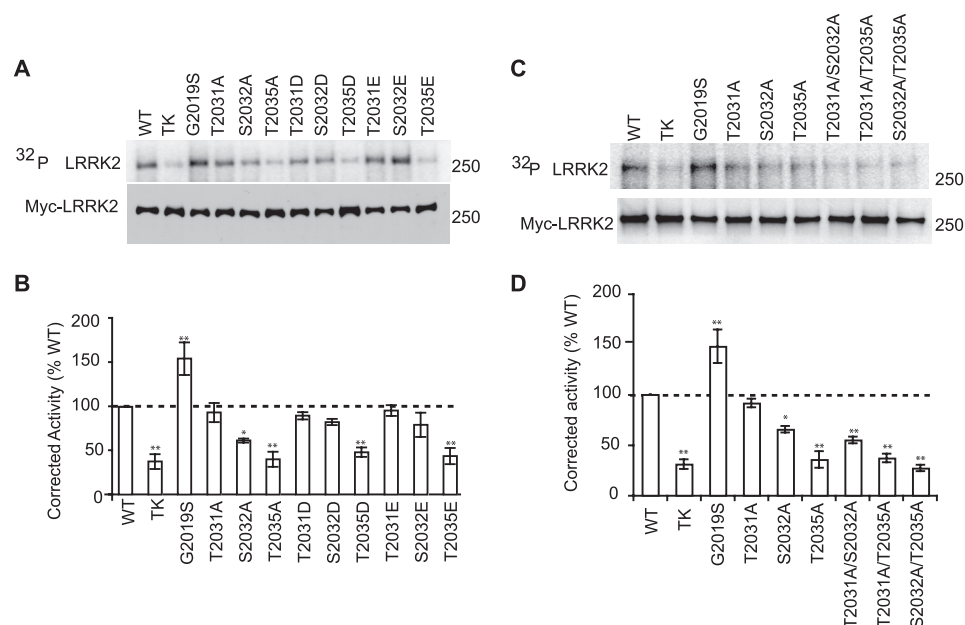 A
WT
TK
G2019S
T2031A
S2032A
T2035A
T2031D
S2032D
T2035D
T2031E
S2032E
T2035E
32P LRRK2
250
Myc-LRRK2
250
B
Corrected Activity (% WT)
200
150
100
50
0
**
**
*
**
**
**
WT
TK
G2019S
T2031A
S2032A
T2035A
T2031D
S2032D
T2035D
T2031E
S2032E
T2035E
C
WT
TK
G2019S
T2031A
S2032A
T2035A
T2031A/S2032A
T2031A/T2035A
S2032A/T2035A
32P LRRK2
250
Myc-LRRK2
250
D
Corrected activity (% WT)
200
150
100
50
0
**
**
*
**
**
**
**
WT
TK
G2019S
T2031A
S2032A
T2035A
T2031A/S2032A
T2031A/T2035A
S2032A/T2035A